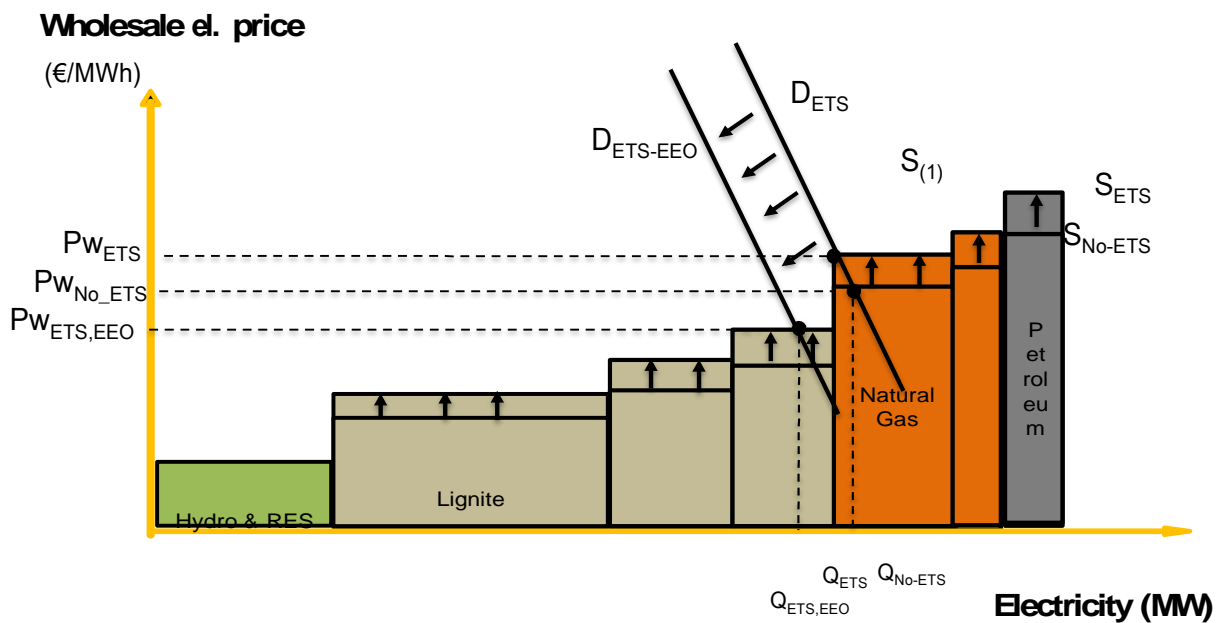 Wholesale el. price
(€/MWh)
D_ETS
D_ETS-EEO
S_(1)
S_ETS
Pw_ETS
S_No-ETS
Pw_No_ETS
Pw_ETS,EEO
P
et
rol
eu
m
Natural
Gas
Lignite
Hydro & RES
Q_ETS Q_No-ETS
Q_ETS,EEO
Electricity (MW)